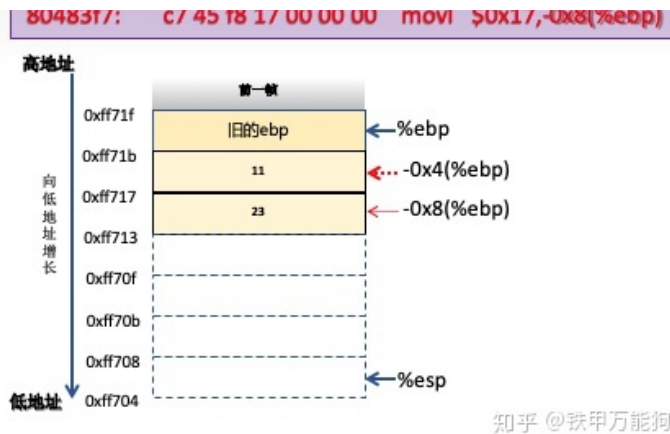 80483f7: c7 45 f8 17 00 00 00 movl $0x17,-0x8(%ebp)
高地址
前一帧
0xff71f
旧的ebp
%ebp
0xff71b
11
-0x4(%ebp)
0xff717
23
-0x8(%ebp)
0xff713
向低地址增长
0xff70f
0xff70b
0xff708
%esp
低地址
0xff704
知乎 @铁甲万能狗